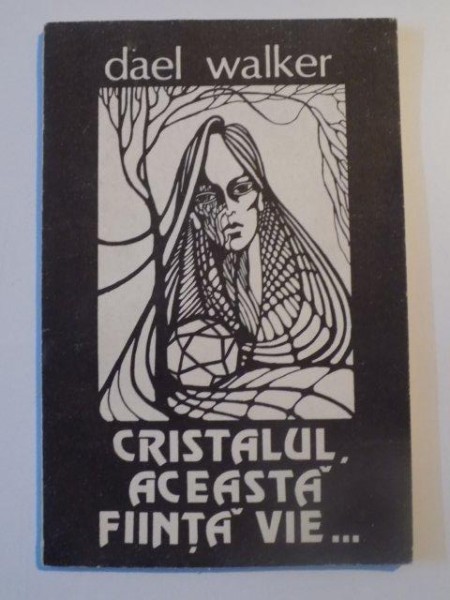 dael walker
CRISTALUL,
ACEASTĂ
FIINȚĂ VIE...